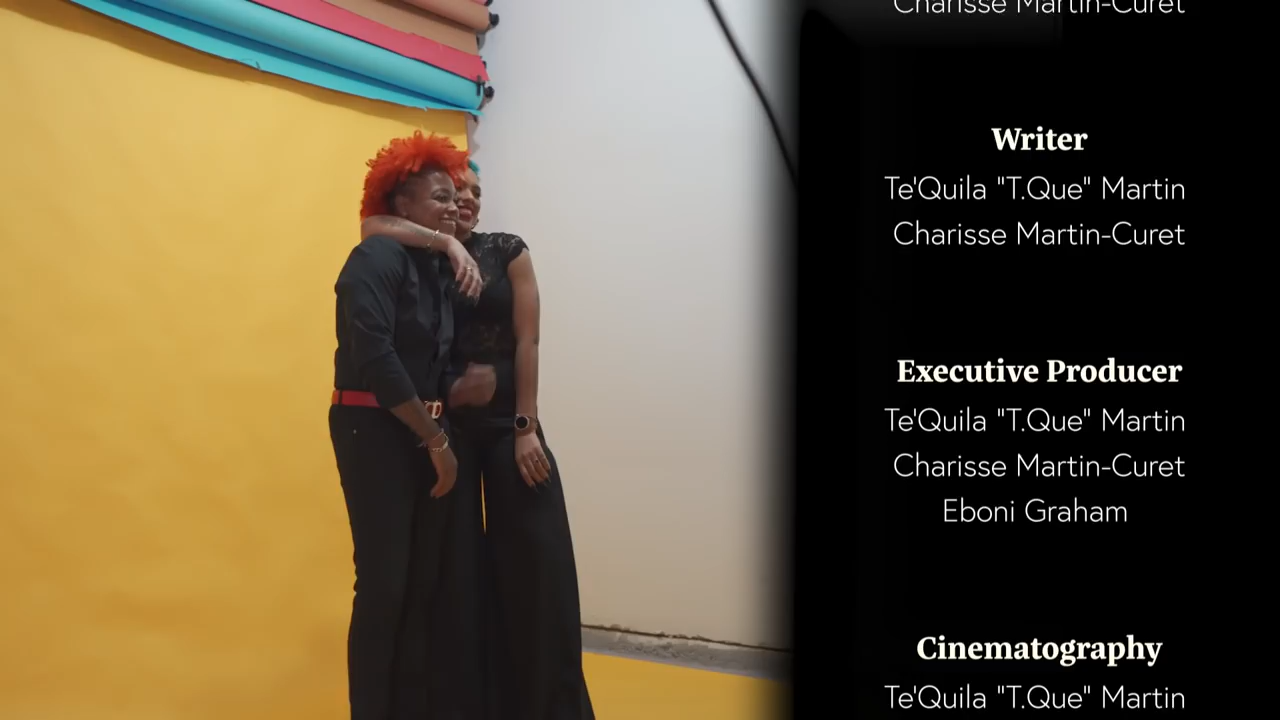 Charisse Martin-Curet
Writer
Te'Quila "T.Que" Martin
Charisse Martin-Curet
Executive Producer
Te'Quila "T.Que" Martin
Charisse Martin-Curet
Eboni Graham
Cinematography
Te'Quila "T.Que" Martin